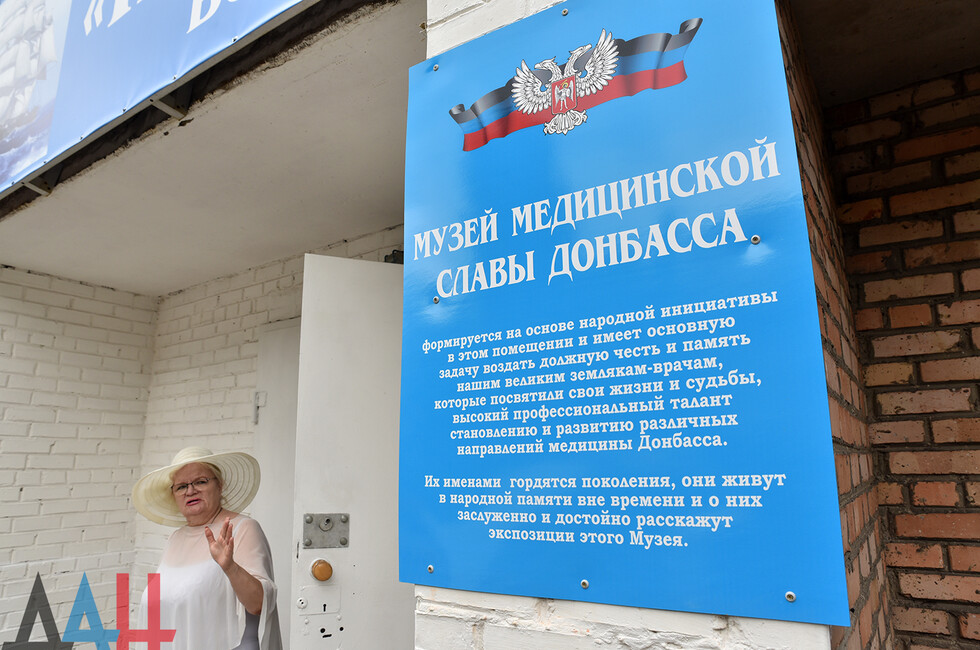 МУЗЕЙ МЕДИЦИНСКОЙ
СЛАВЫ ДОНБАССА
формируется на основе народной инициативы
в этом помещении и имеет основную
задачу воздать должную честь и память
нашим великим землякам-врачам,
которые посвятили свои жизни и судьбы,
высокий профессиональный талант
становлению и развитию различных
направлений медицины Донбасса.
Их именами гордятся поколения, они живут
в народной памяти вне времени и о них
заслуженно и достойно расскажут
экспозиции этого Музея.
ДАН